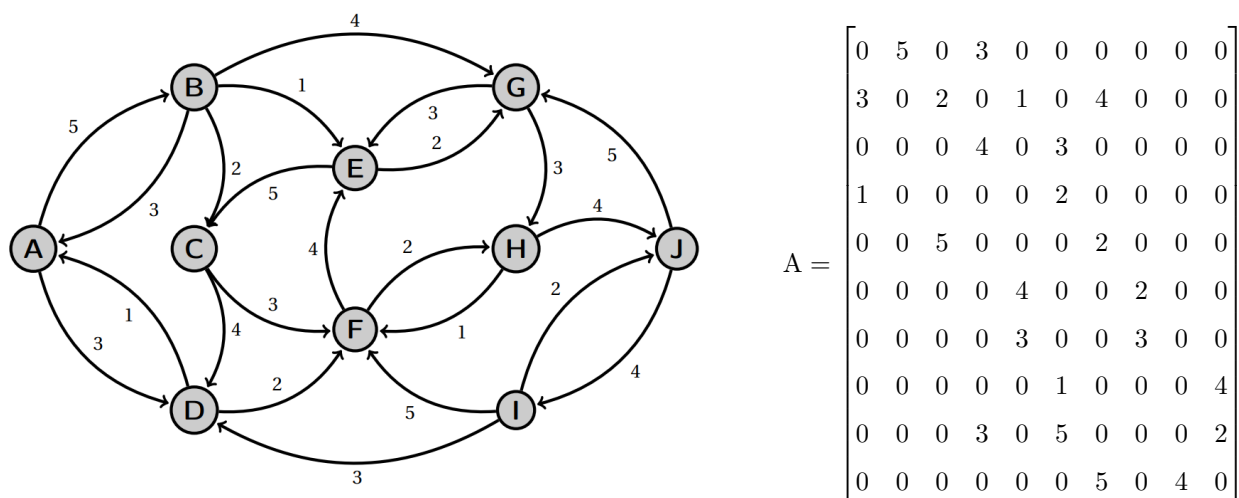 4
B
G
1
3
5
2
2
E
3
5
5
3
4
A
C
H
J
4
2
2
1
3
4
1
3
F
4
2
D
I
5
3
A =
0 5 0 3 0 0 0 0 0 0
3 0 2 0 1 0 4 0 0 0
0 0 0 4 0 3 0 0 0 0
1 0 0 0 0 2 0 0 0 0
0 0 5 0 0 0 2 0 0 0
0 0 0 0 4 0 0 2 0 0
0 0 0 0 3 0 0 3 0 0
0 0 0 0 0 1 0 0 0 4
0 0 0 3 0 5 0 0 0 2
0 0 0 0 0 0 5 0 4 0